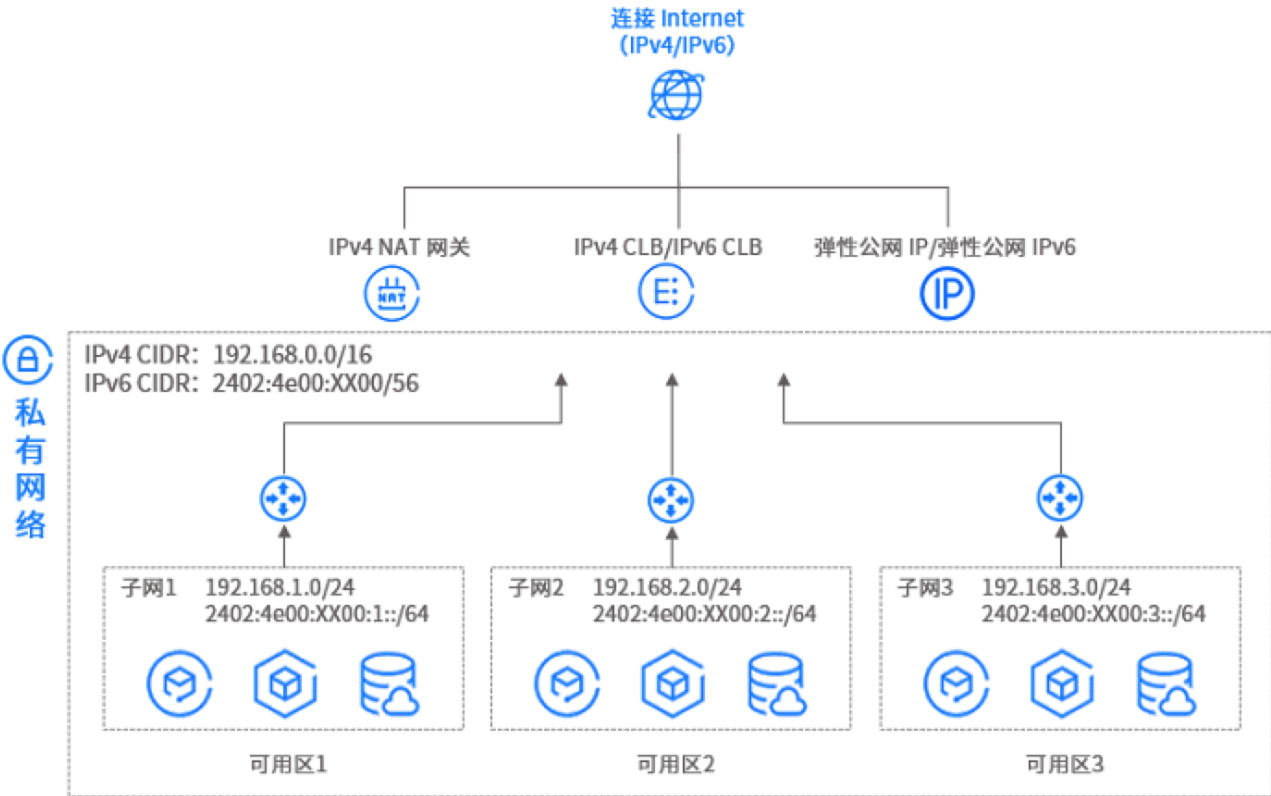 连接 Internet
（IPv4/IPv6）
IPv4 NAT 网关
IPv4 CLB/IPv6 CLB
弹性公网 IP/弹性公网 IPv6
NAT
E
IP
IPv4 CIDR： 192.168.0.0/16
IPv6 CIDR： 2402:4e00:XX00/56
私有网络
子网1 192.168.1.0/24
2402:4e00:XX00:1::/64
子网2 192.168.2.0/24
2402:4e00:XX00:2::/64
子网3 192.168.3.0/24
2402:4e00:XX00:3::/64
可用区1
可用区2
可用区3